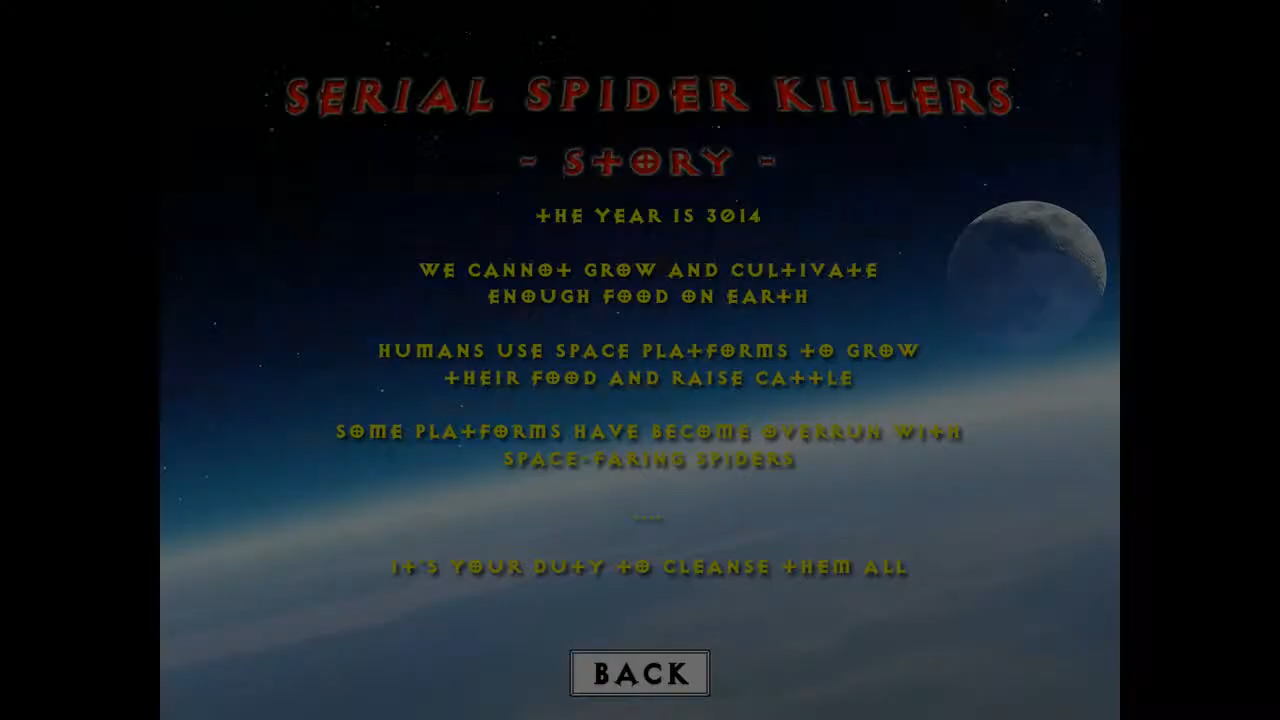 SERIAL SPIDER KILLERS
- STORY -
THE YEAR IS 3014
WE CANNOT GROW AND CULTIVATE
ENOUGH FOOD ON EARTH
HUMANS USE SPACE PLATFORMS TO GROW
THEIR FOOD AND RAISE CATTLE
SOME PLATFORMS HAVE BECOME OVERRUN WITH
SPACE-FARING SPIDERS
----
IT'S YOUR DUTY TO CLEANSE THEM ALL
BACK